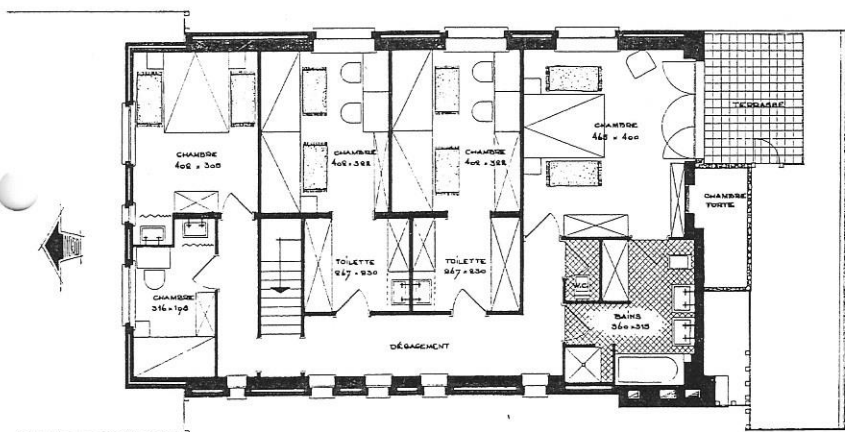 CHAMBRE
402 × 305
CHAMBRE
402 × 322
CHAMBRE
402 × 322
CHAMBRE
465 × 400
TERRASSE
CHAMBRE
FORTE
TOILETTE
267 × 230
TOILETTE
267 × 230
W.C.
CHAMBRE
316 × 198
BAINS
360 × 315
DÉGAGEMENT